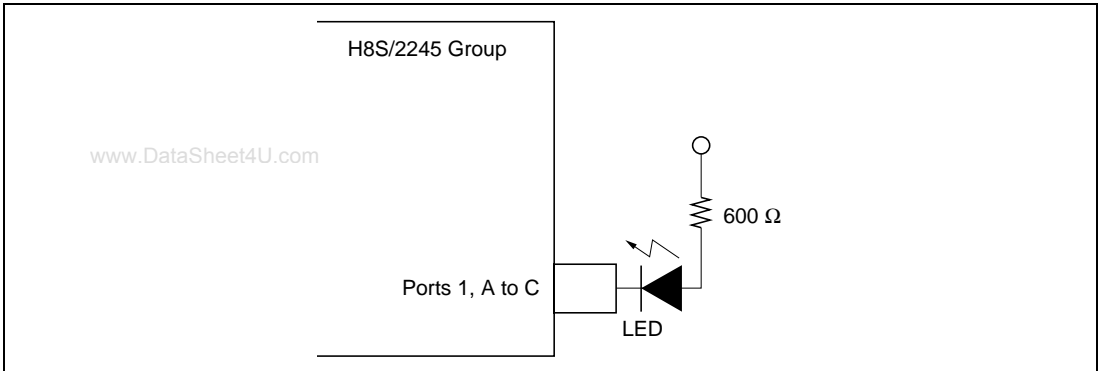 H8S/2245 Group
www.DataSheet4U.com
600 Ω
Ports 1, A to C
LED